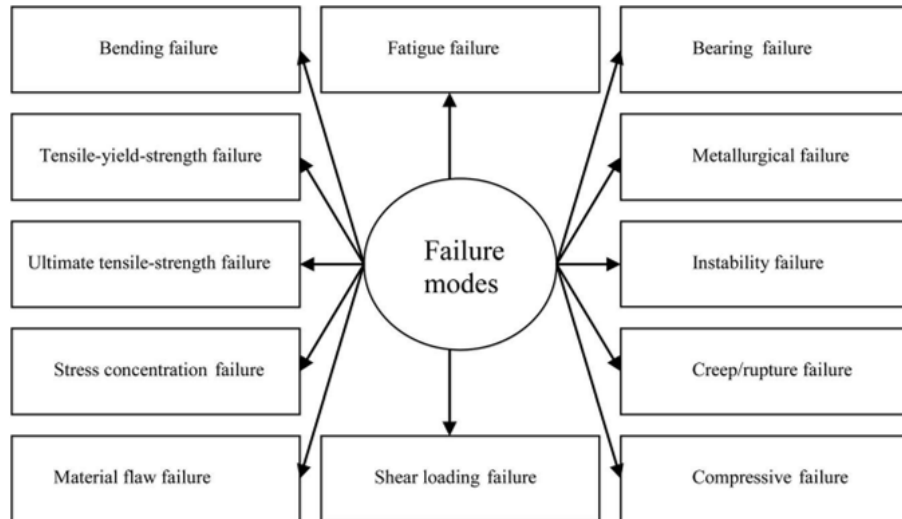 Bending failure
Fatigue failure
Bearing failure
Tensile-yield-strength failure
Metallurgical failure
Failure
modes
Ultimate tensile-strength failure
Instability failure
Stress concentration failure
Creep/rupture failure
Material flaw failure
Shear loading failure
Compressive failure